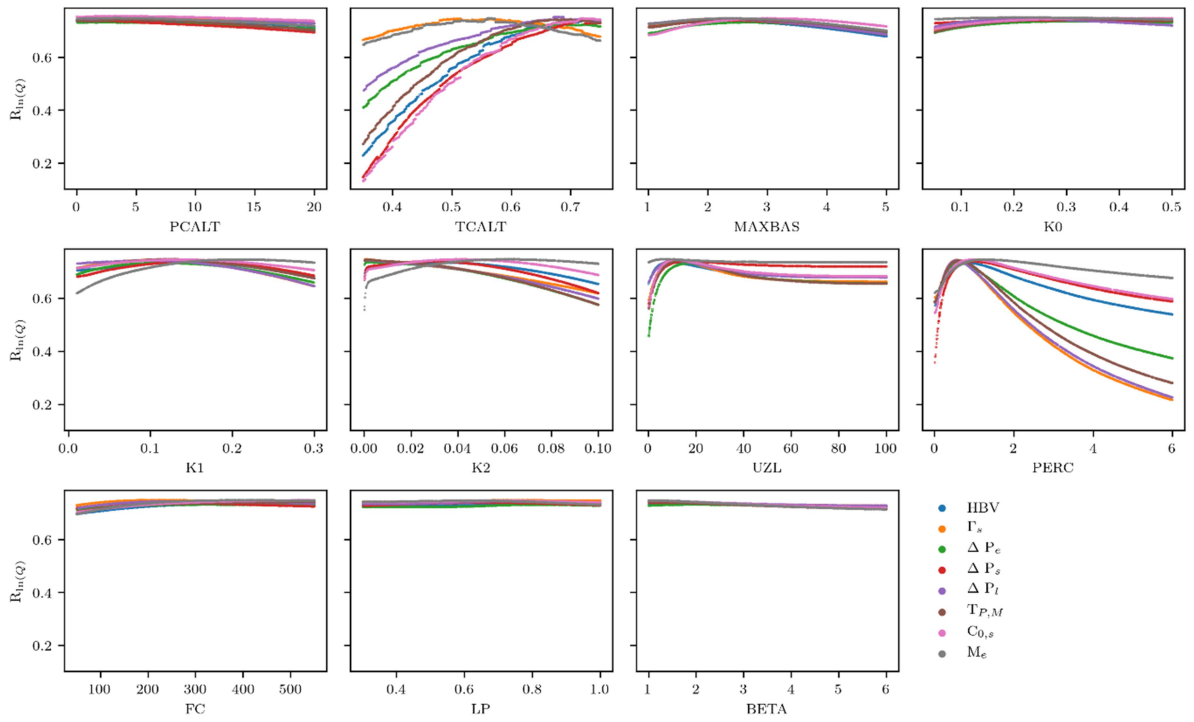 R_ln(Q)
0.6
0.4
0.2
0 5 10 15 20
PCALT
0.4 0.5 0.6 0.7
TCALT
1 2 3 4 5
MAXBAS
0.1 0.2 0.3 0.4 0.5
K0
R_ln(Q)
0.6
0.4
0.2
0.0 0.1 0.2 0.3
K1
0.00 0.02 0.04 0.06 0.08 0.10
K2
0 20 40 60 80 100
UZL
0 2 4 6
PERC
R_ln(Q)
0.6
0.4
0.2
100 200 300 400 500
FC
0.4 0.6 0.8 1.0
LP
1 2 3 4 5 6
BETA
HBV
Γ_s
Δ P_e
Δ P_s
Δ P_l
T_P,M
C_0,s
M_e